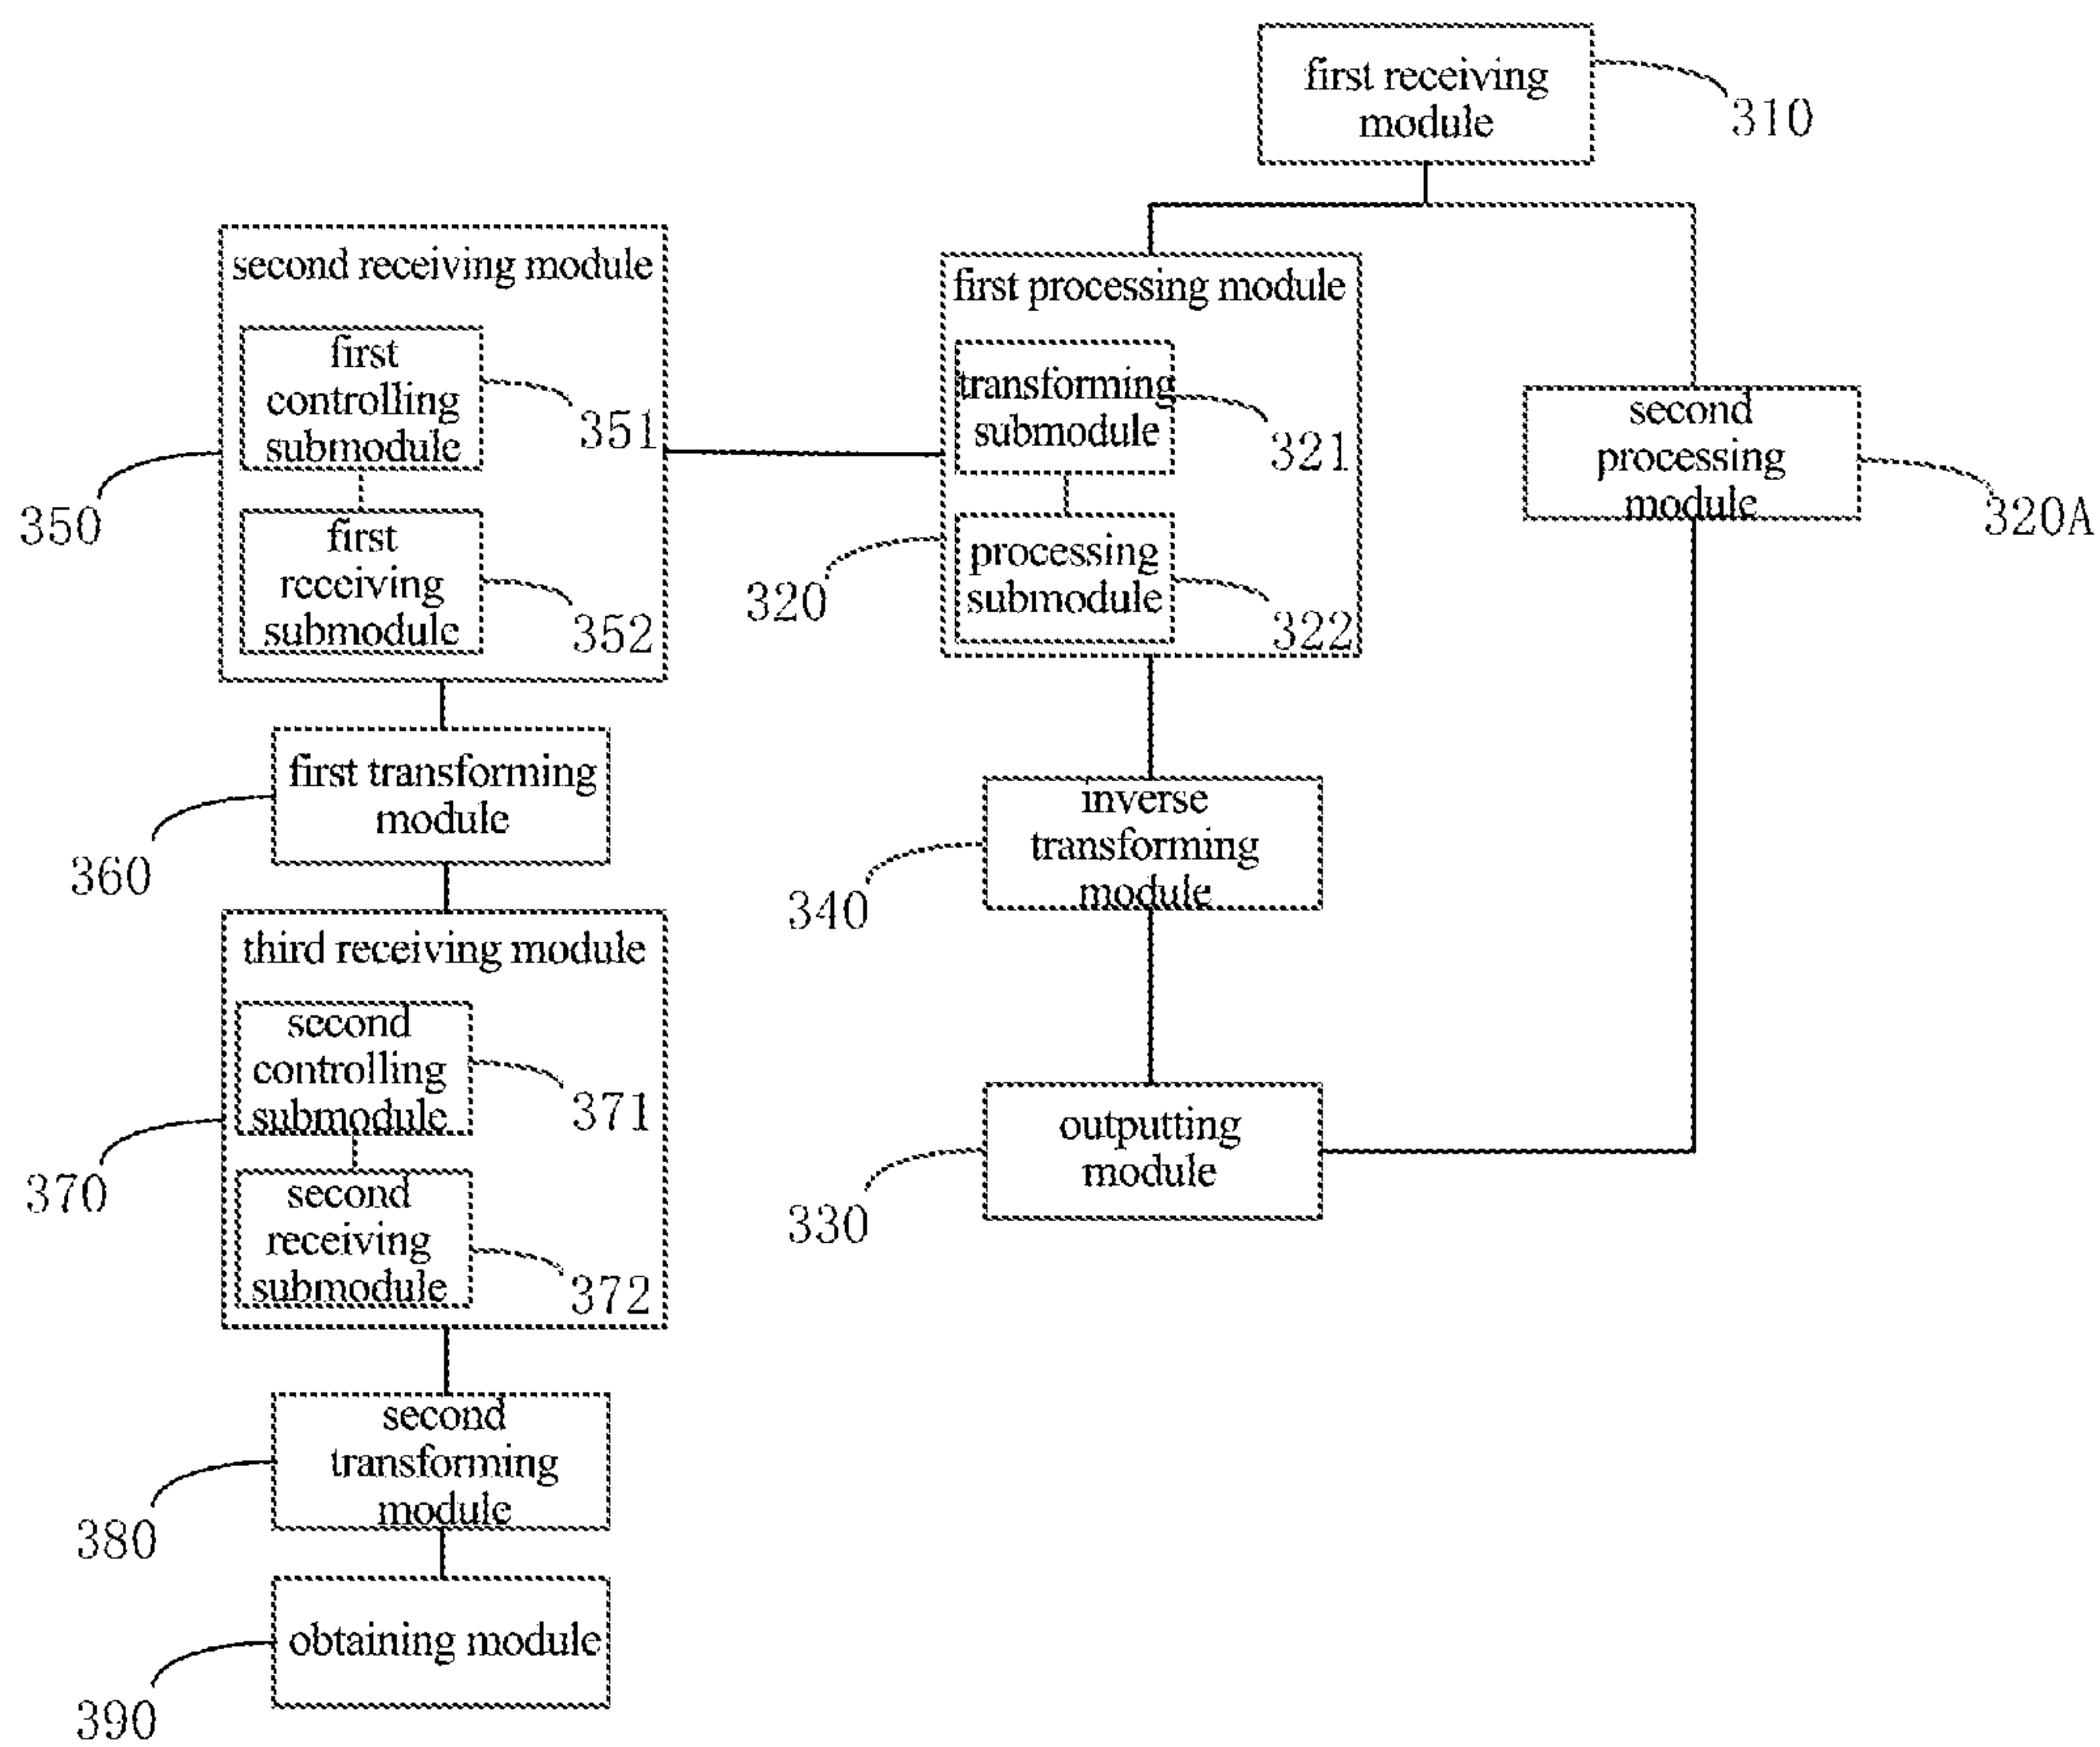 first receiving
module
310
second receiving module
first
controlling
submodule
351
350
first
receiving
submodule
352
first processing module
transforming
submodule
321
processing
submodule
322
320
second
processing
module
320A
first transforming
module
360
inverse
transforming
module
340
third receiving module
second
controlling
submodule
371
370
second
receiving
submodule
372
outputting
module
330
second
transforming
module
380
obtaining module
390